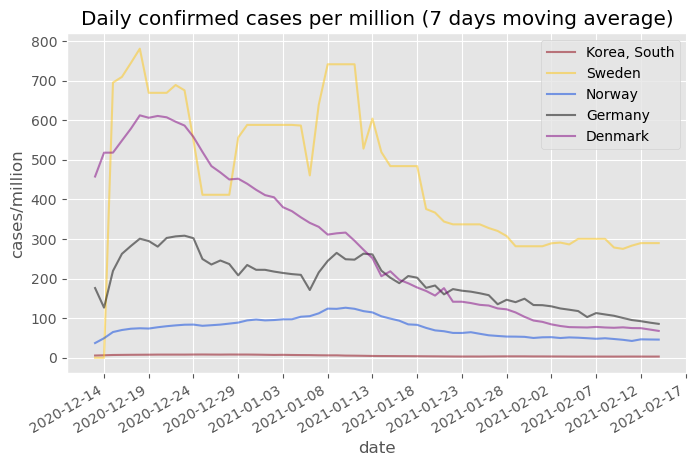 Daily confirmed cases per million (7 days moving average)
800
700
600
500
400
300
200
100
0
cases/million
Korea, South
Sweden
Norway
Germany
Denmark
2020-12-14
2020-12-19
2020-12-24
2020-12-29
2021-01-03
2021-01-08
2021-01-13
2021-01-18
2021-01-23
2021-01-28
2021-02-02
2021-02-07
2021-02-12
2021-02-17
date